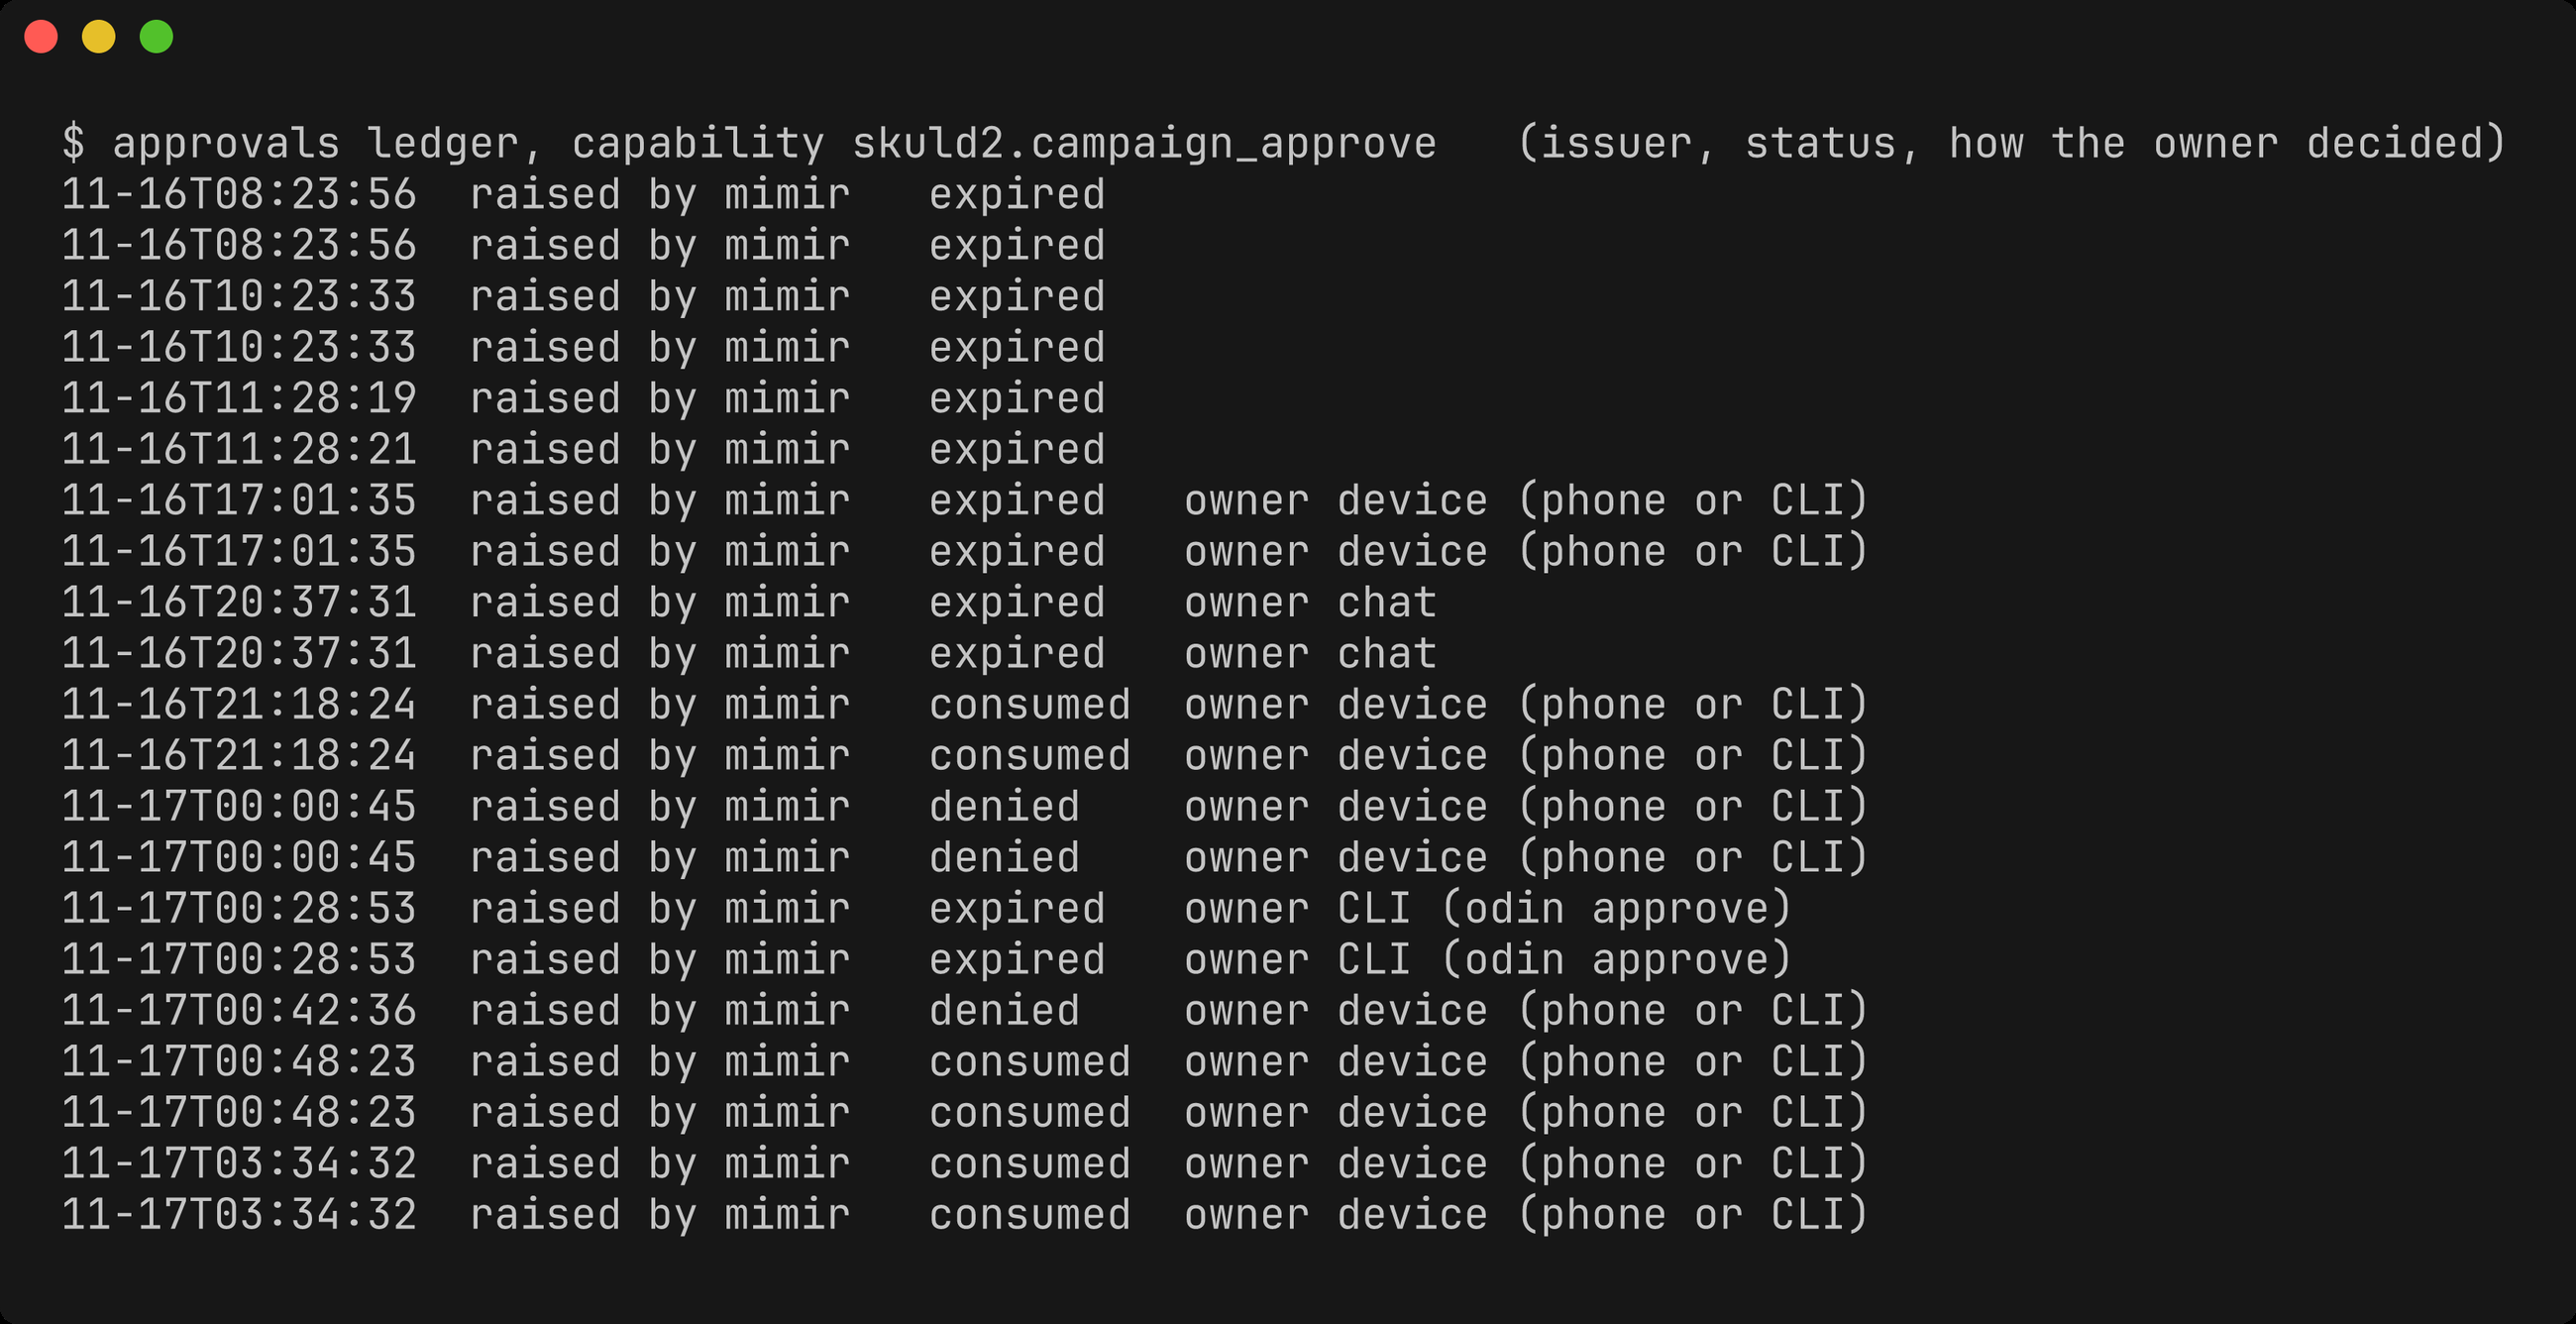 $ approvals ledger, capability skuld2.campaign_approve   (issuer, status, how the owner decided)
11-16T08:23:56  raised by mimir   expired
11-16T08:23:56  raised by mimir   expired
11-16T10:23:33  raised by mimir   expired
11-16T10:23:33  raised by mimir   expired
11-16T11:28:19  raised by mimir   expired
11-16T11:28:21  raised by mimir   expired
11-16T17:01:35  raised by mimir   expired   owner device (phone or CLI)
11-16T17:01:35  raised by mimir   expired   owner device (phone or CLI)
11-16T20:37:31  raised by mimir   expired   owner chat
11-16T20:37:31  raised by mimir   expired   owner chat
11-16T21:18:24  raised by mimir   consumed  owner device (phone or CLI)
11-16T21:18:24  raised by mimir   consumed  owner device (phone or CLI)
11-17T00:00:45  raised by mimir   denied    owner device (phone or CLI)
11-17T00:00:45  raised by mimir   denied    owner device (phone or CLI)
11-17T00:28:53  raised by mimir   expired   owner CLI (odin approve)
11-17T00:28:53  raised by mimir   expired   owner CLI (odin approve)
11-17T00:42:36  raised by mimir   denied    owner device (phone or CLI)
11-17T00:48:23  raised by mimir   consumed  owner device (phone or CLI)
11-17T00:48:23  raised by mimir   consumed  owner device (phone or CLI)
11-17T03:34:32  raised by mimir   consumed  owner device (phone or CLI)
11-17T03:34:32  raised by mimir   consumed  owner device (phone or CLI)